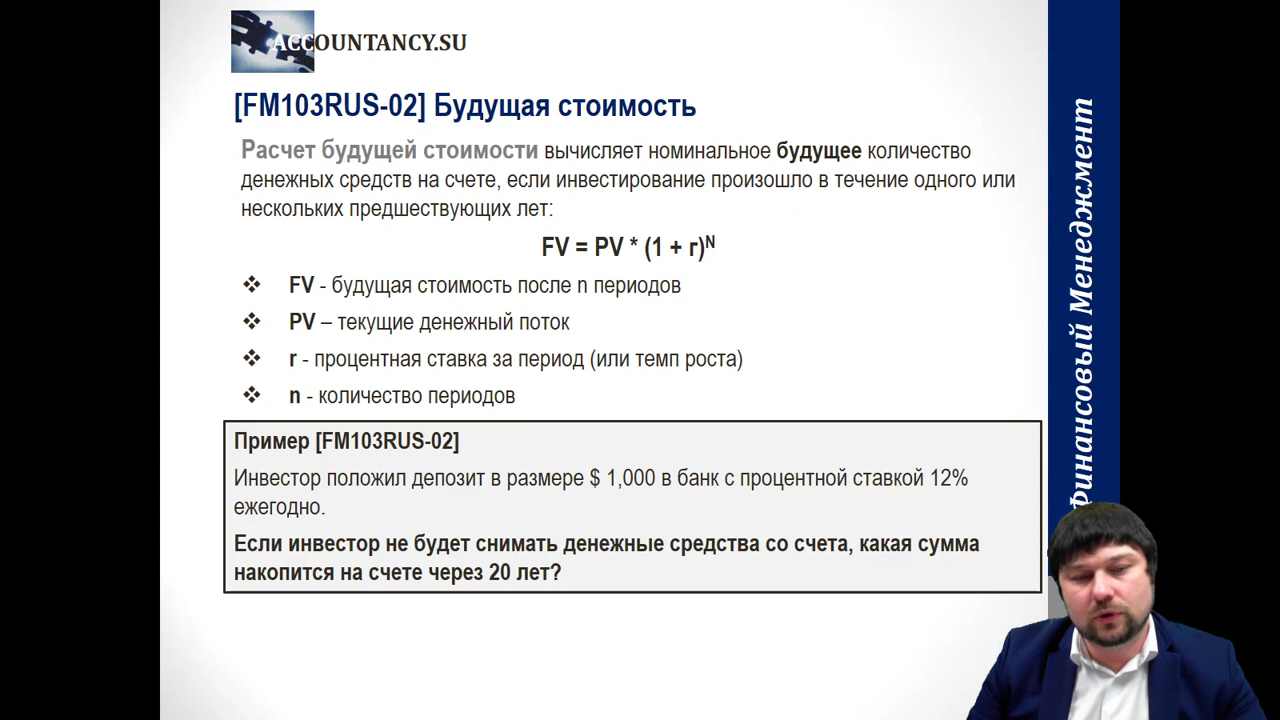 ACCOUNTANCY.SU
[FM103RUS-02] Будущая стоимость
Расчет будущей стоимости вычисляет номинальное будущее количество
денежных средств на счете, если инвестирование произошло в течение одного или
нескольких предшествующих лет:
FV = PV * (1 + r)ᴺ
❖ FV - будущая стоимость после n периодов
❖ PV – текущие денежный поток
❖ r - процентная ставка за период (или темп роста)
❖ n - количество периодов
Пример [FM103RUS-02]
Инвестор положил депозит в размере $ 1,000 в банк с процентной ставкой 12%
ежегодно.
Если инвестор не будет снимать денежные средства со счета, какая сумма
накопится на счете через 20 лет?
Финансовый Менеджмент